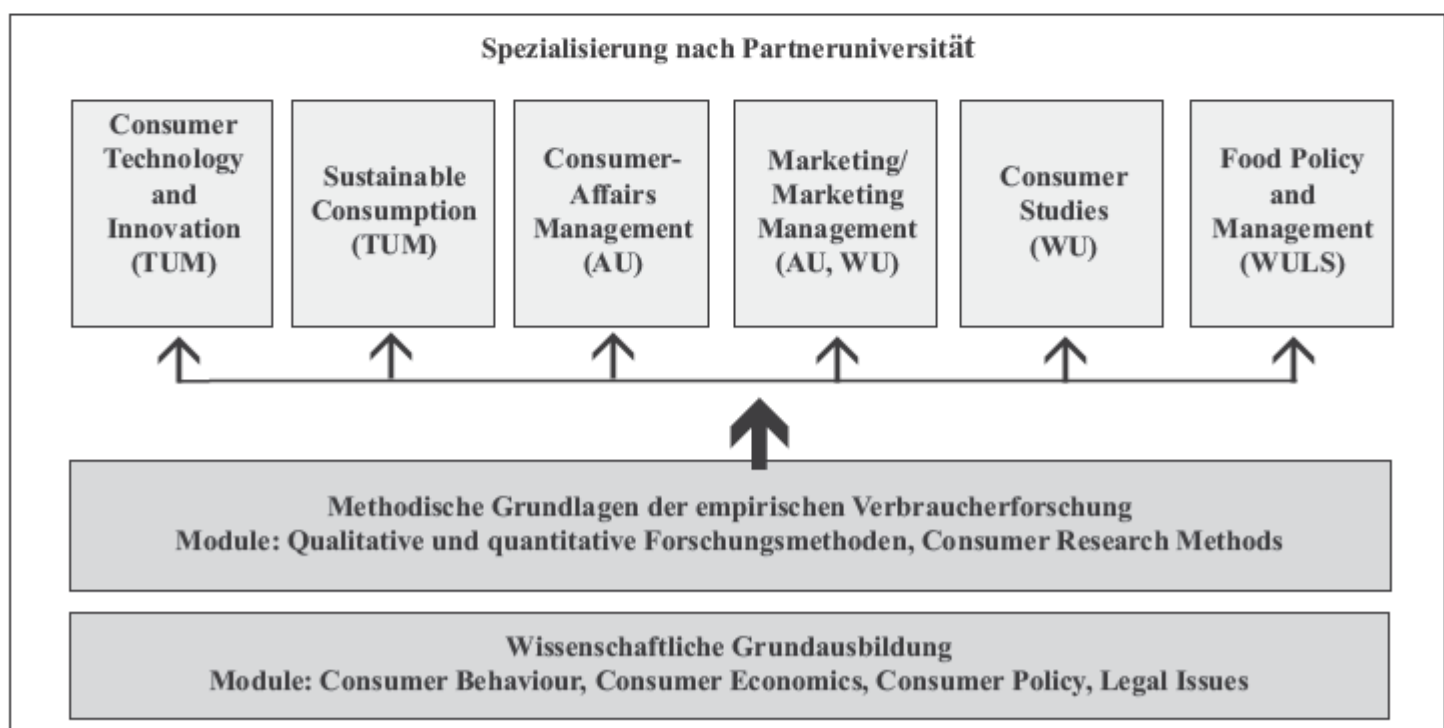 Spezialisierung nach Partneruniversität
Consumer
Technology
and
Innovation
(TUM)
Sustainable
Consumption
(TUM)
Consumer-
Affairs
Management
(AU)
Marketing/
Marketing
Management
(AU, WU)
Consumer
Studies
(WU)
Food Policy
and
Management
(WULS)
Methodische Grundlagen der empirischen Verbraucherforschung
Module: Qualitative und quantitative Forschungsmethoden, Consumer Research Methods
Wissenschaftliche Grundausbildung
Module: Consumer Behaviour, Consumer Economics, Consumer Policy, Legal Issues